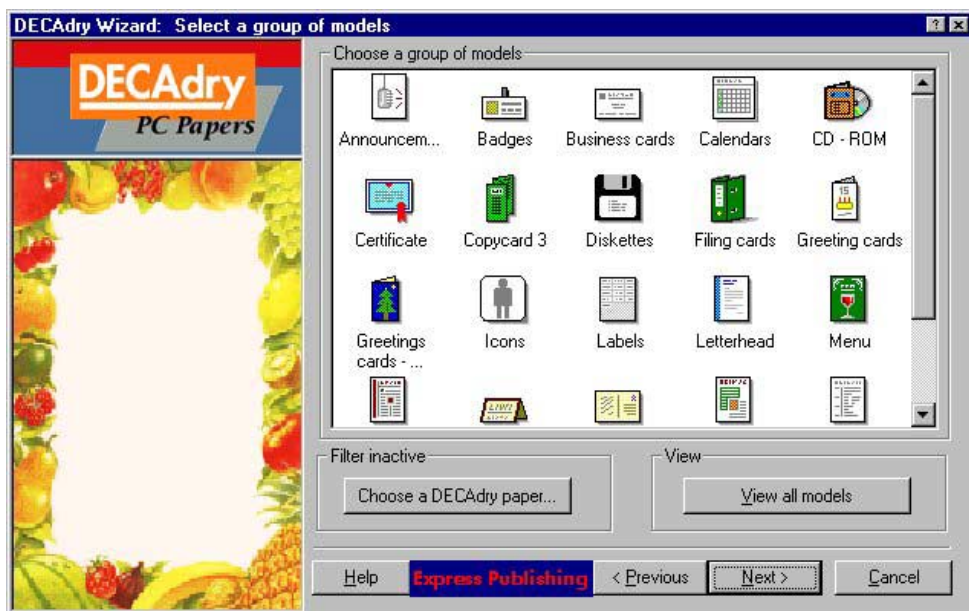 DECAdry Wizard: Select a group of models
DECAdry
PC Papers
Choose a group of models
Announcem...
Badges
Business cards
Calendars
CD - ROM
Certificate
Copycard 3
Diskettes
Filing cards
Greeting cards
Greetings
cards - ...
Icons
Labels
Letterhead
Menu
Filter inactive
Choose a DECAdry paper...
View
View all models
Help
Express Publishing
< Previous
Next >
Cancel